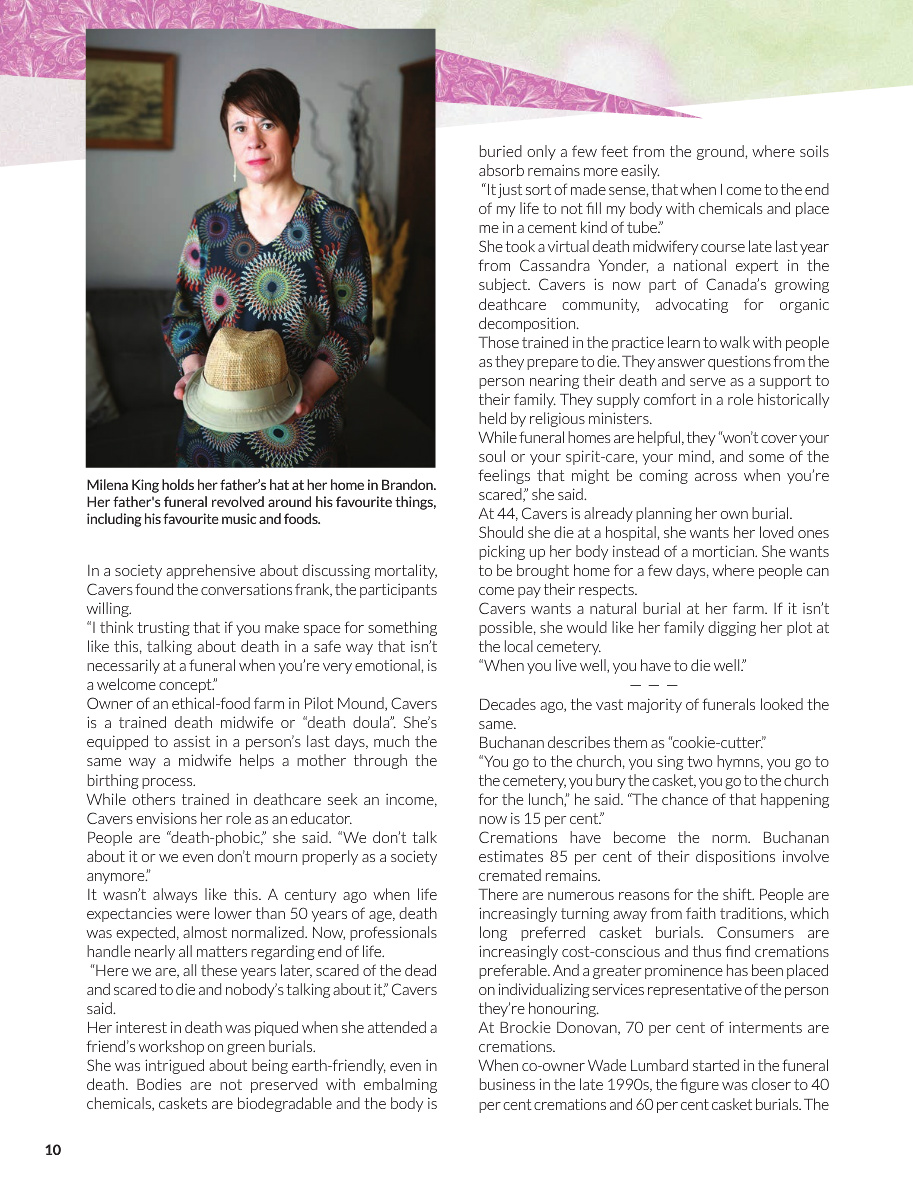 Milena King holds her father’s hat at her home in Brandon.
Her father's funeral revolved around his favourite things,
including his favourite music and foods.
In a society apprehensive about discussing mortality,
Cavers found the conversations frank, the participants
willing.
“I think trusting that if you make space for something
like this, talking about death in a safe way that isn’t
necessarily at a funeral when you’re very emotional, is
a welcome concept.”
Owner of an ethical-food farm in Pilot Mound, Cavers
is a trained death midwife or “death doula”. She’s
equipped to assist in a person’s last days, much the
same way a midwife helps a mother through the
birthing process.
While others trained in deathcare seek an income,
Cavers envisions her role as an educator.
People are “death-phobic,” she said. “We don’t talk
about it or we even don’t mourn properly as a society
anymore.”
It wasn’t always like this. A century ago when life
expectancies were lower than 50 years of age, death
was expected, almost normalized. Now, professionals
handle nearly all matters regarding end of life.
“Here we are, all these years later, scared of the dead
and scared to die and nobody’s talking about it,” Cavers
said.
Her interest in death was piqued when she attended a
friend’s workshop on green burials.
She was intrigued about being earth-friendly, even in
death. Bodies are not preserved with embalming
chemicals, caskets are biodegradable and the body is
buried only a few feet from the ground, where soils
absorb remains more easily.
“It just sort of made sense, that when I come to the end
of my life to not fill my body with chemicals and place
me in a cement kind of tube.”
She took a virtual death midwifery course late last year
from Cassandra Yonder, a national expert in the
subject. Cavers is now part of Canada’s growing
deathcare community, advocating for organic
decomposition.
Those trained in the practice learn to walk with people
as they prepare to die. They answer questions from the
person nearing their death and serve as a support to
their family. They supply comfort in a role historically
held by religious ministers.
While funeral homes are helpful, they “won’t cover your
soul or your spirit-care, your mind, and some of the
feelings that might be coming across when you’re
scared,” she said.
At 44, Cavers is already planning her own burial.
Should she die at a hospital, she wants her loved ones
picking up her body instead of a mortician. She wants
to be brought home for a few days, where people can
come pay their respects.
Cavers wants a natural burial at her farm. If it isn’t
possible, she would like her family digging her plot at
the local cemetery.
“When you live well, you have to die well.”
— — —
Decades ago, the vast majority of funerals looked the
same.
Buchanan describes them as “cookie-cutter.”
“You go to the church, you sing two hymns, you go to
the cemetery, you bury the casket, you go to the church
for the lunch,” he said. “The chance of that happening
now is 15 per cent.”
Cremations have become the norm. Buchanan
estimates 85 per cent of their dispositions involve
cremated remains.
There are numerous reasons for the shift. People are
increasingly turning away from faith traditions, which
long preferred casket burials. Consumers are
increasingly cost-conscious and thus find cremations
preferable. And a greater prominence has been placed
on individualizing services representative of the person
they’re honouring.
At Brockie Donovan, 70 per cent of interments are
cremations.
When co-owner Wade Lumbard started in the funeral
business in the late 1990s, the figure was closer to 40
per cent cremations and 60 per cent casket burials. The
10